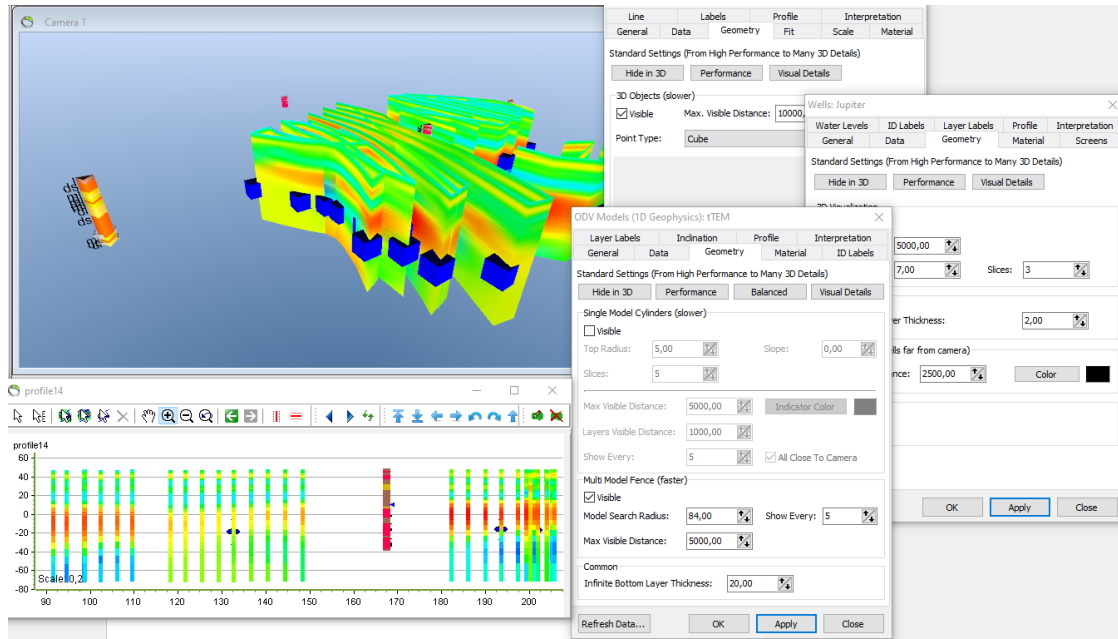 Camera 1
Line Labels Profile Interpretation
General Data Geometry Fit Scale Material
Standard Settings (From High Performance to Many 3D Details)
Hide in 3D Performance Visual Details
3D Objects (slower)
Visible Max. Visible Distance: 10000,
Point Type: Cube
Wells: Jupiter
Water Levels ID Labels Layer Labels Profile Interpretation
General Data Geometry Material Screens
Standard Settings (From High Performance to Many 3D Details)
Hide in 3D Performance Visual Details
5000,00
7,00 Slices: 3
er Thickness: 2,00
ells far from camera)
nce: 2500,00 Color
OK Apply Close
ODV Models (1D Geophysics): tTEM
Layer Labels Inclination Profile Interpretation
General Data Geometry Material ID Labels
Standard Settings (From High Performance to Many 3D Details)
Hide in 3D Performance Balanced Visual Details
Single Model Cylinders (slower)
Visible
Top Radius: 5,00 Slope: 0,00
Slices: 5
Max Visible Distance: 5000,00 Indicator Color
Layers Visible Distance: 1000,00
Show Every: 5 All Close To Camera
Multi Model Fence (faster)
Visible
Model Search Radius: 84,00 Show Every: 5
Max Visible Distance: 5000,00
Common
Infinite Bottom Layer Thickness: 20,00
Refresh Data... OK Apply Close
profile14
profile14
60
40
20
0
-20
-40
-60
-80
Scale: 0,2
90 100 110 120 130 140 150 160 170 180 190 200